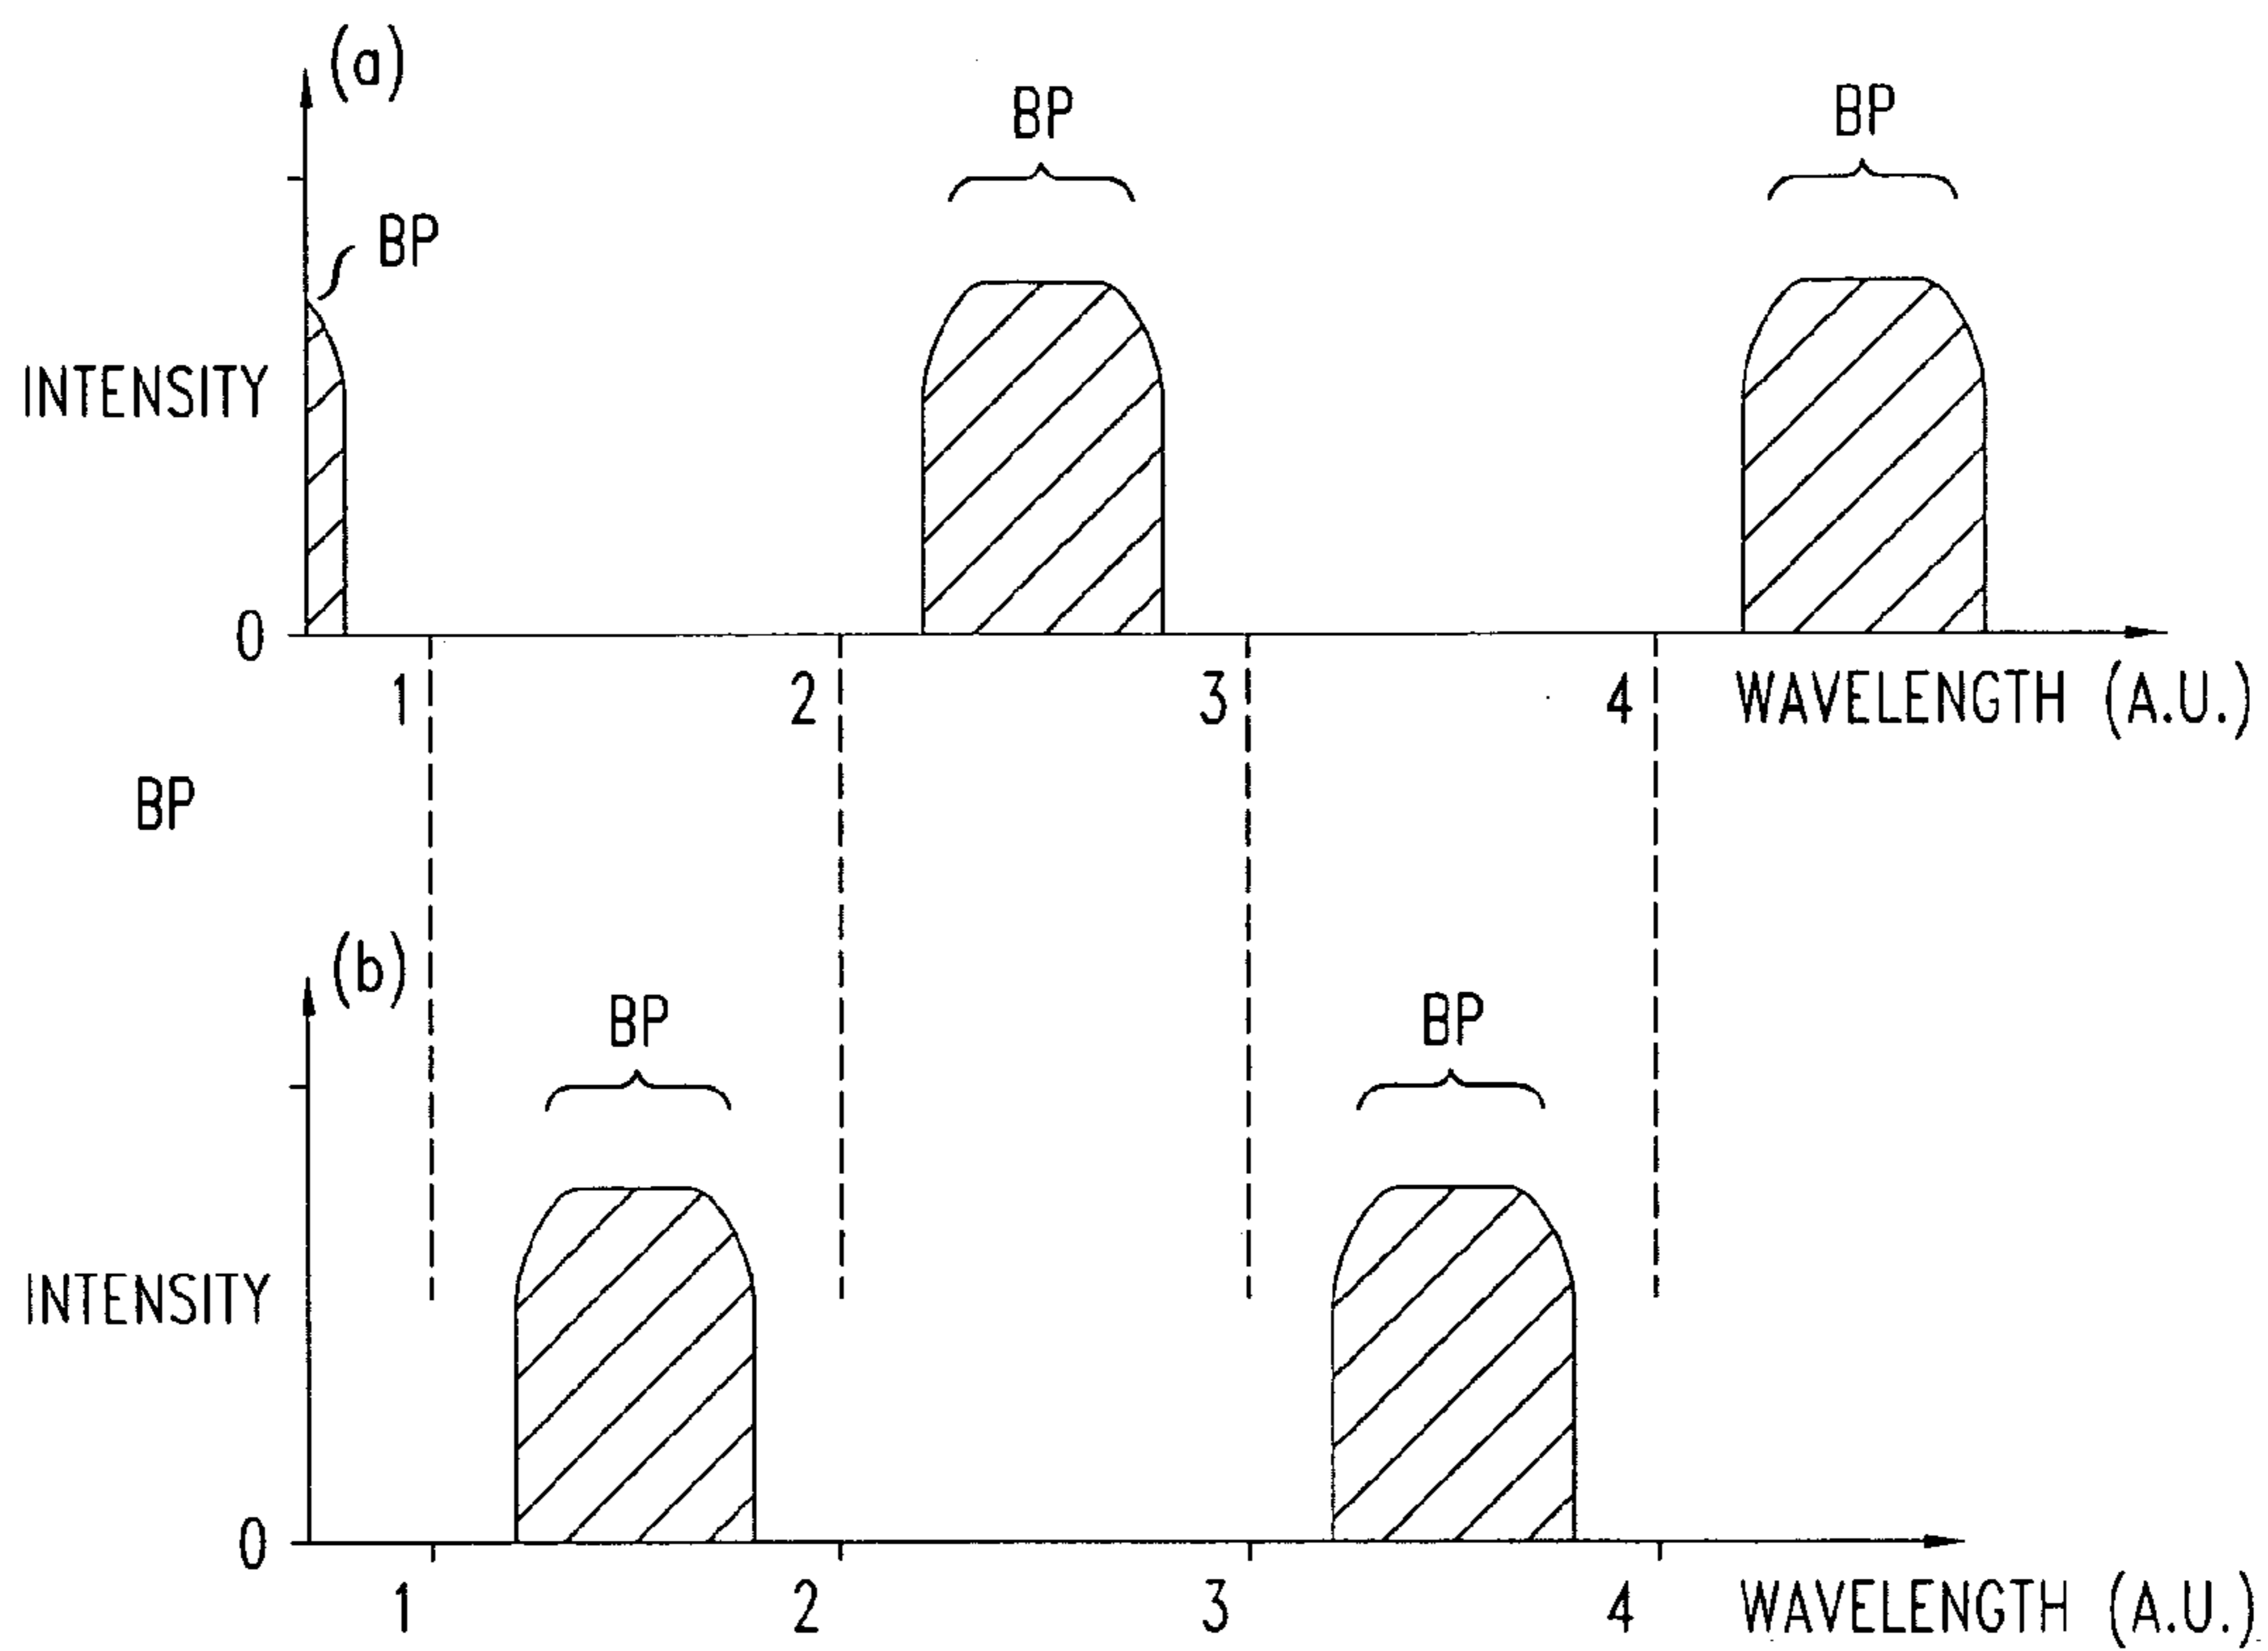 (a)
BP
BP
BP
INTENSITY
0
1 2 3 4 WAVELENGTH (A.U.)
BP
(b)
BP
BP
INTENSITY
0
1 2 3 4 WAVELENGTH (A.U.)